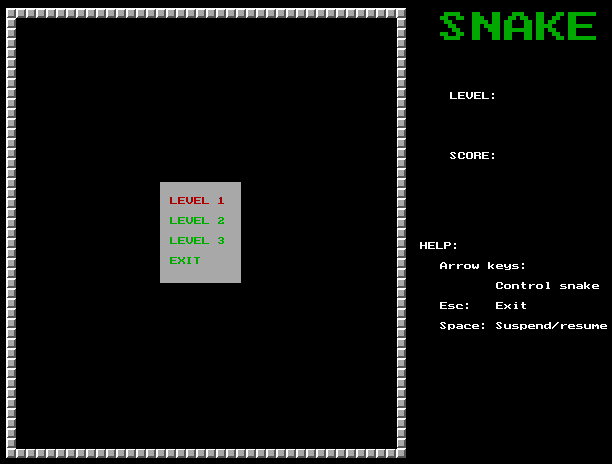 SNAKE
LEVEL:
SCORE:
LEVEL 1
LEVEL 2
LEVEL 3
EXIT
HELP:
Arrow keys:
Control snake
Esc: Exit
Space: Suspend/resume